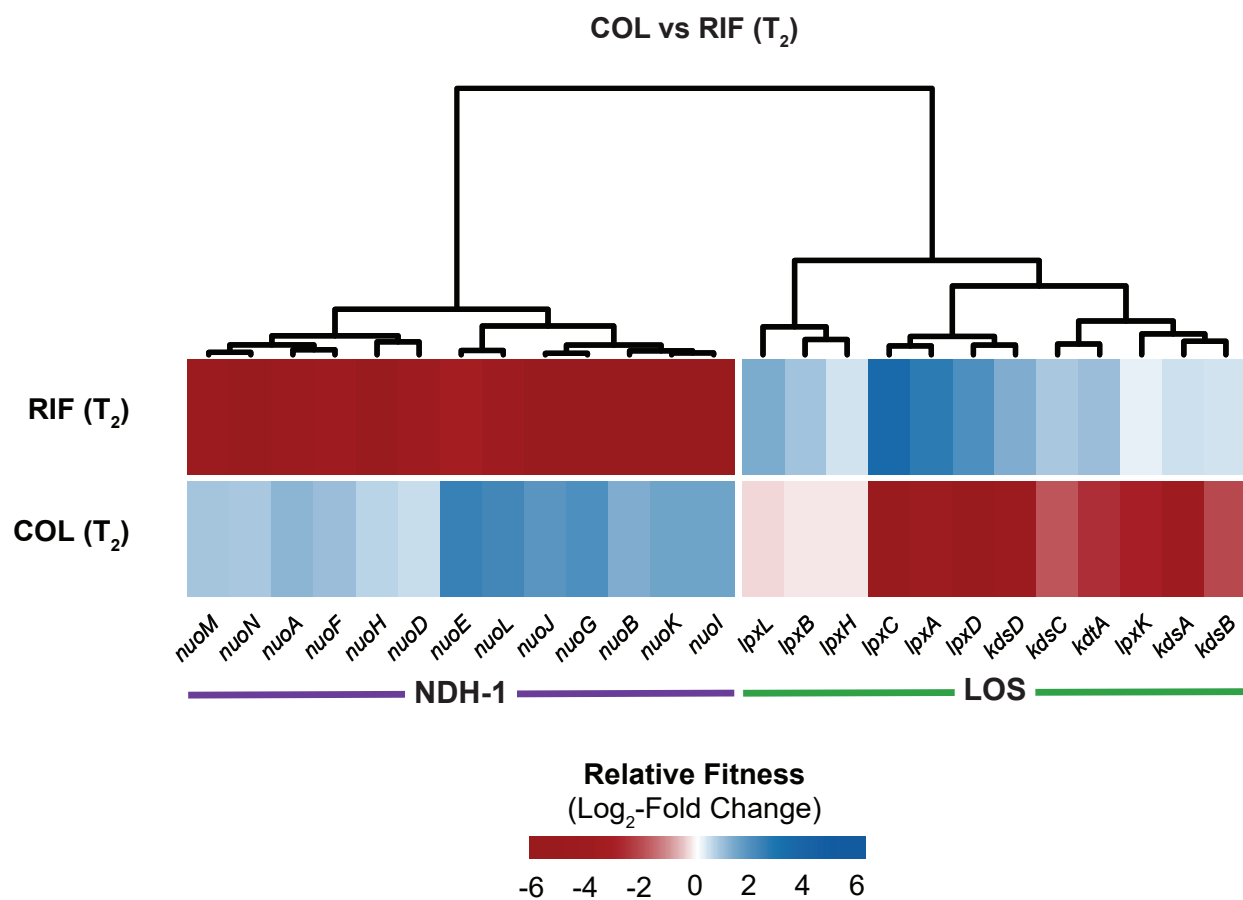 COL vs RIF (T₂)
RIF (T₂)
COL (T₂)
nuoM nuoN nuoA nuoF nuoH nuoD nuoE nuoL nuoJ nuoG nuoB nuoK nuoI lpxL lpxB lpxH lpxC lpxA lpxD kdsD kdsC kdtA lpxK kdsA kdsB
NDH-1 LOS
Relative Fitness
(Log₂-Fold Change)
-6 -4 -2 0 2 4 6